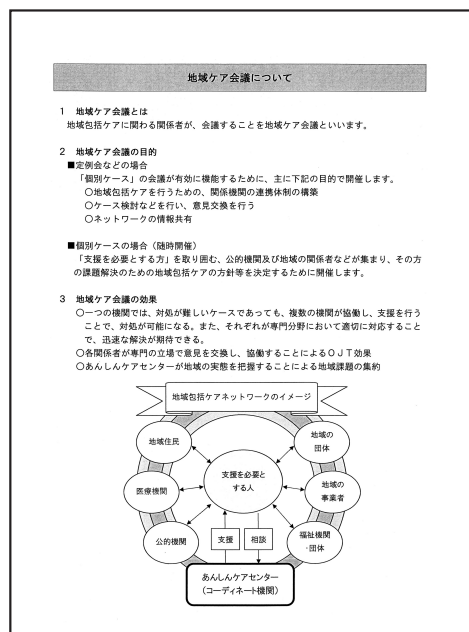 地域ケア会議について
1 地域ケア会議とは
地域包括ケアに関わる関係者が、会議することを地域ケア会議といいます。
2 地域ケア会議の目的
■定例会などの場合
「個別ケース」の会議が有効に機能するために、主に下記の目的で開催します。
○地域包括ケアを行うための、関係機関の連携体制の構築
○ケース検討などを行い、意見交換を行う
○ネットワークの情報共有
■個別ケースの場合（随時開催）
「支援を必要とする方」を取り囲む、公的機関及び地域の関係者などが集まり、その方
の課題解決のための地域包括ケアの方針等を決定するために開催します。
3 地域ケア会議の効果
○一つの機関では、対処が難しいケースであっても、複数の機関が協働し、支援を行う
ことで、対処が可能になる。また、それぞれが専門分野において適切に対応すること
で、迅速な解決が期待できる。
○各関係者が専門の立場で意見を交換し、協働することによるOJT効果
○あんしんケアセンターが地域の実態を把握することによる地域課題の集約
地域包括ケアネットワークのイメージ
地域住民
地域の
団体
支援を必要と
する人
医療機関
地域の
事業者
公的機関
支援
相談
福祉機関
・団体
あんしんケアセンター
（コーディネート機関）